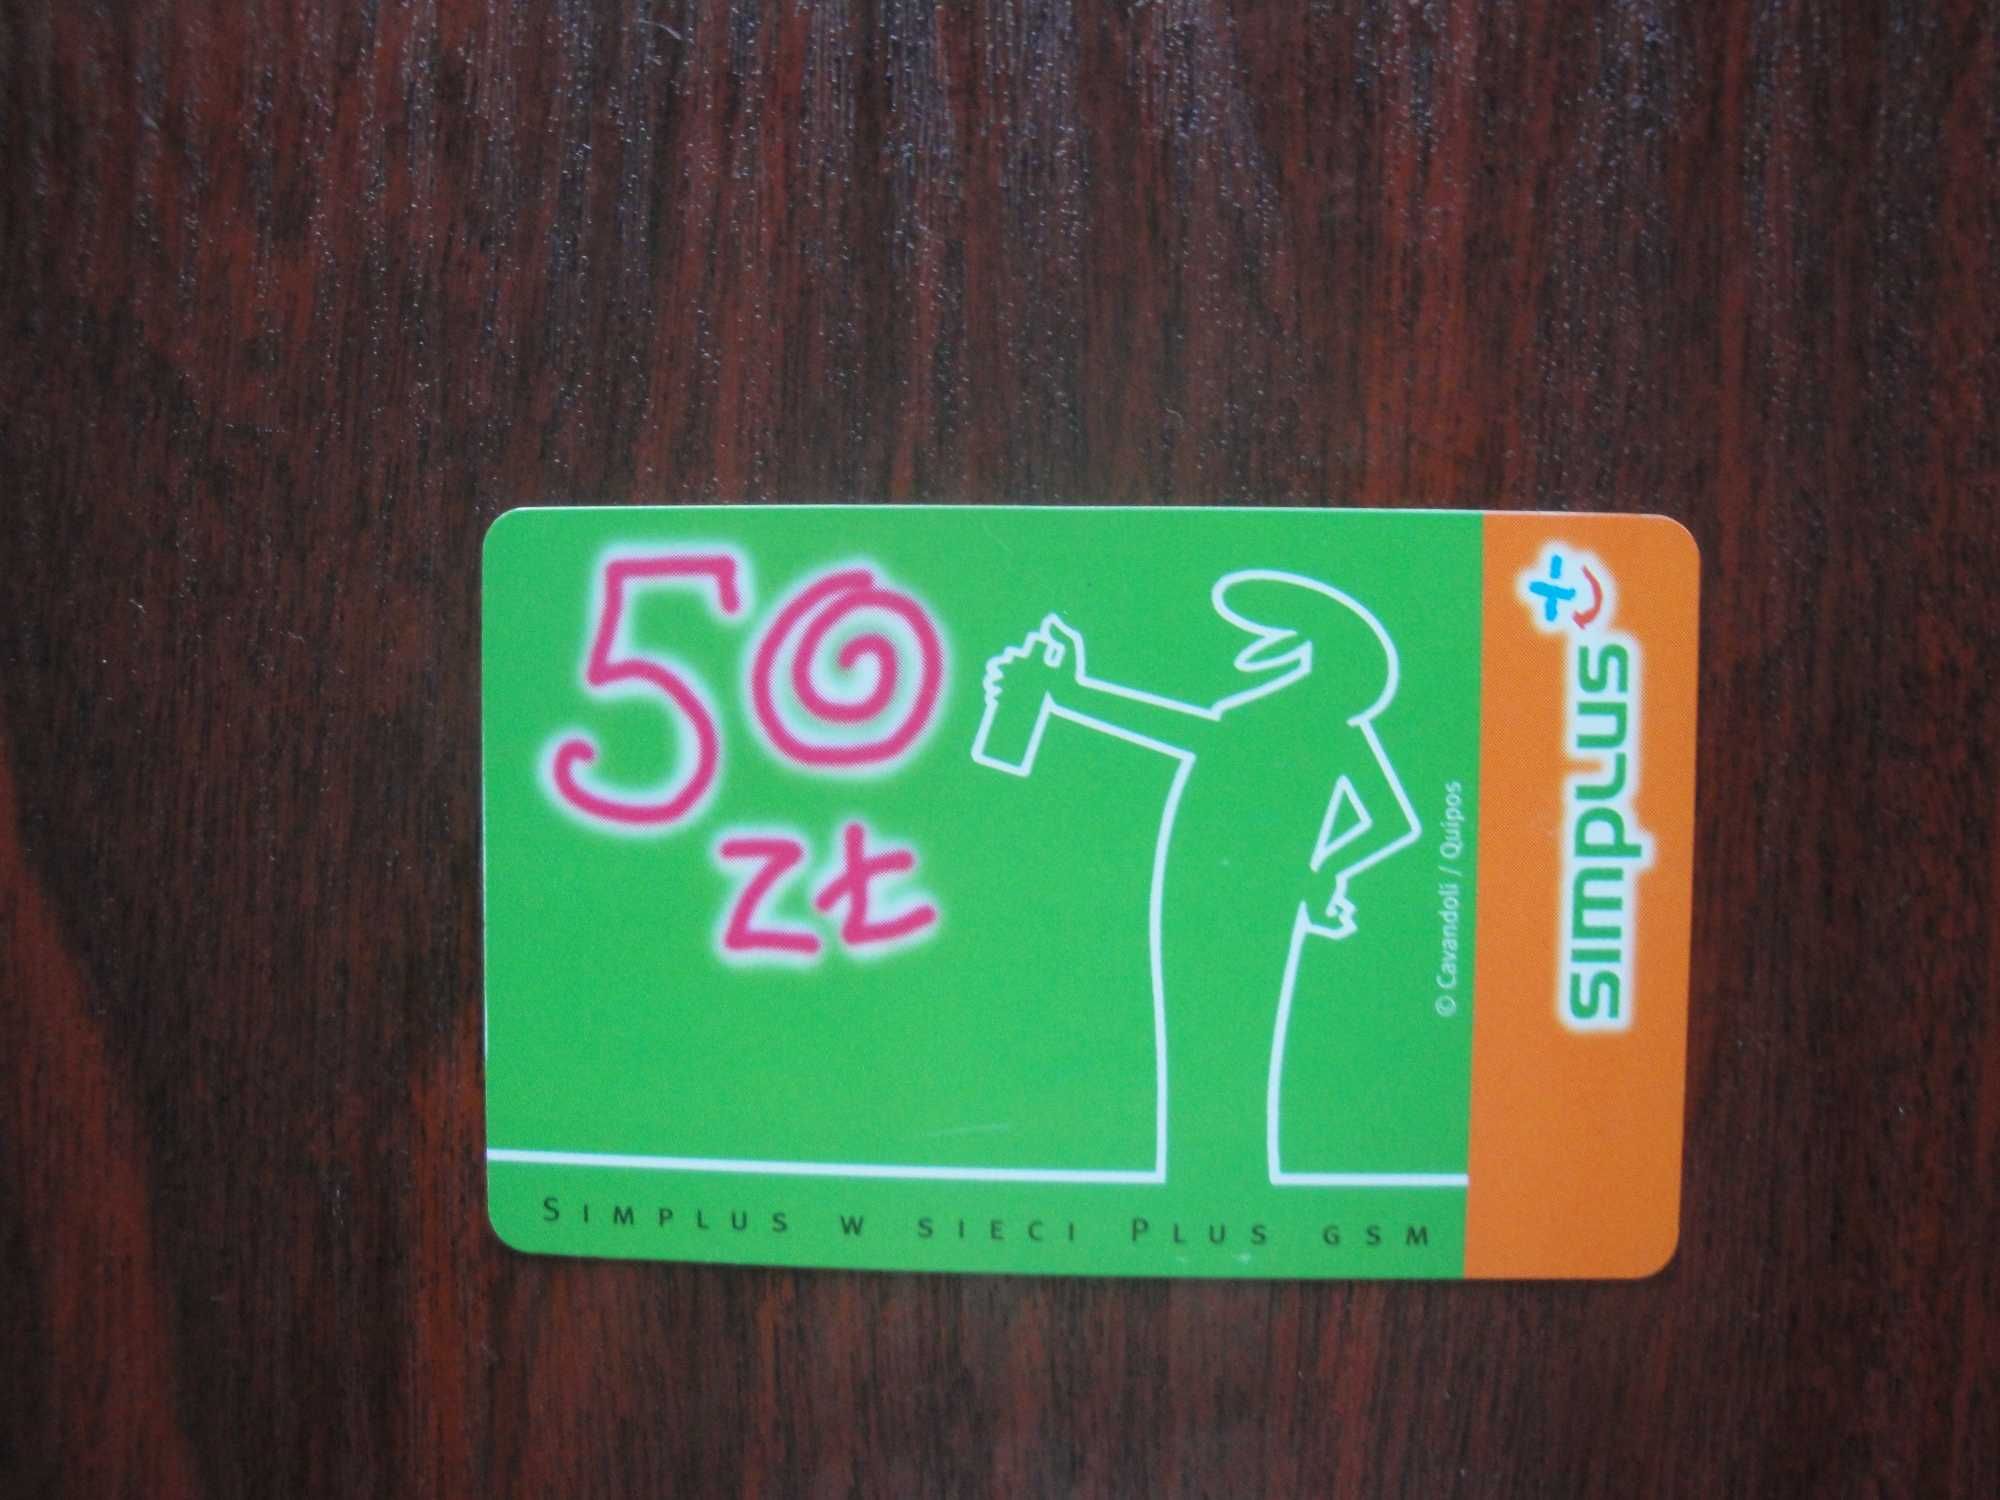 50
zł
© Cavandoli / Quipos
simplus
SIMPLUS W SIECI PLUS GSM